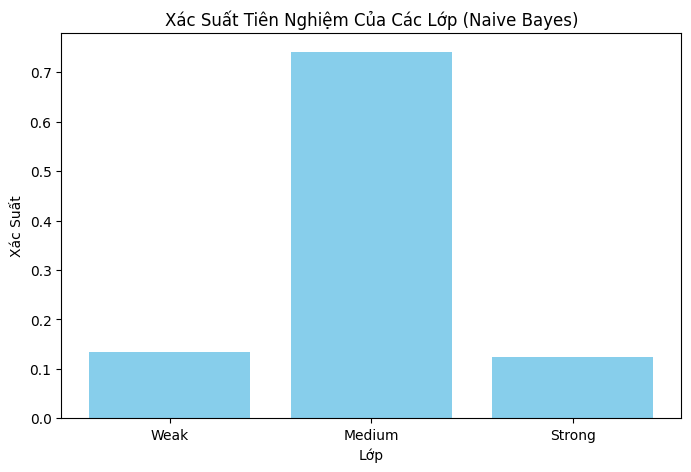 Xác Suất Tiên Nghiệm Của Các Lớp (Naive Bayes)
Xác Suất
0.7
0.6
0.5
0.4
0.3
0.2
0.1
0.0
Weak Medium Strong
Lớp